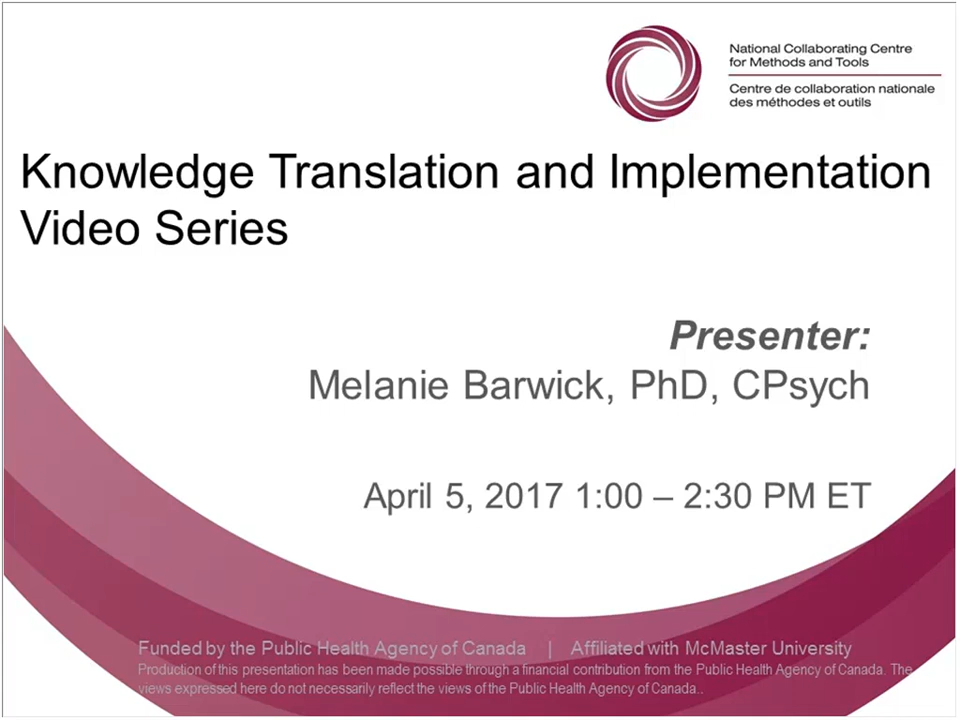 National Collaborating Centre
for Methods and Tools
Centre de collaboration nationale
des méthodes et outils
Knowledge Translation and Implementation
Video Series
Presenter:
Melanie Barwick, PhD, CPsych
April 5, 2017 1:00 – 2:30 PM ET
Funded by the Public Health Agency of Canada | Affiliated with McMaster University
Production of this presentation has been made possible through a financial contribution from the Public Health Agency of Canada. The
views expressed here do not necessarily reflect the views of the Public Health Agency of Canada..